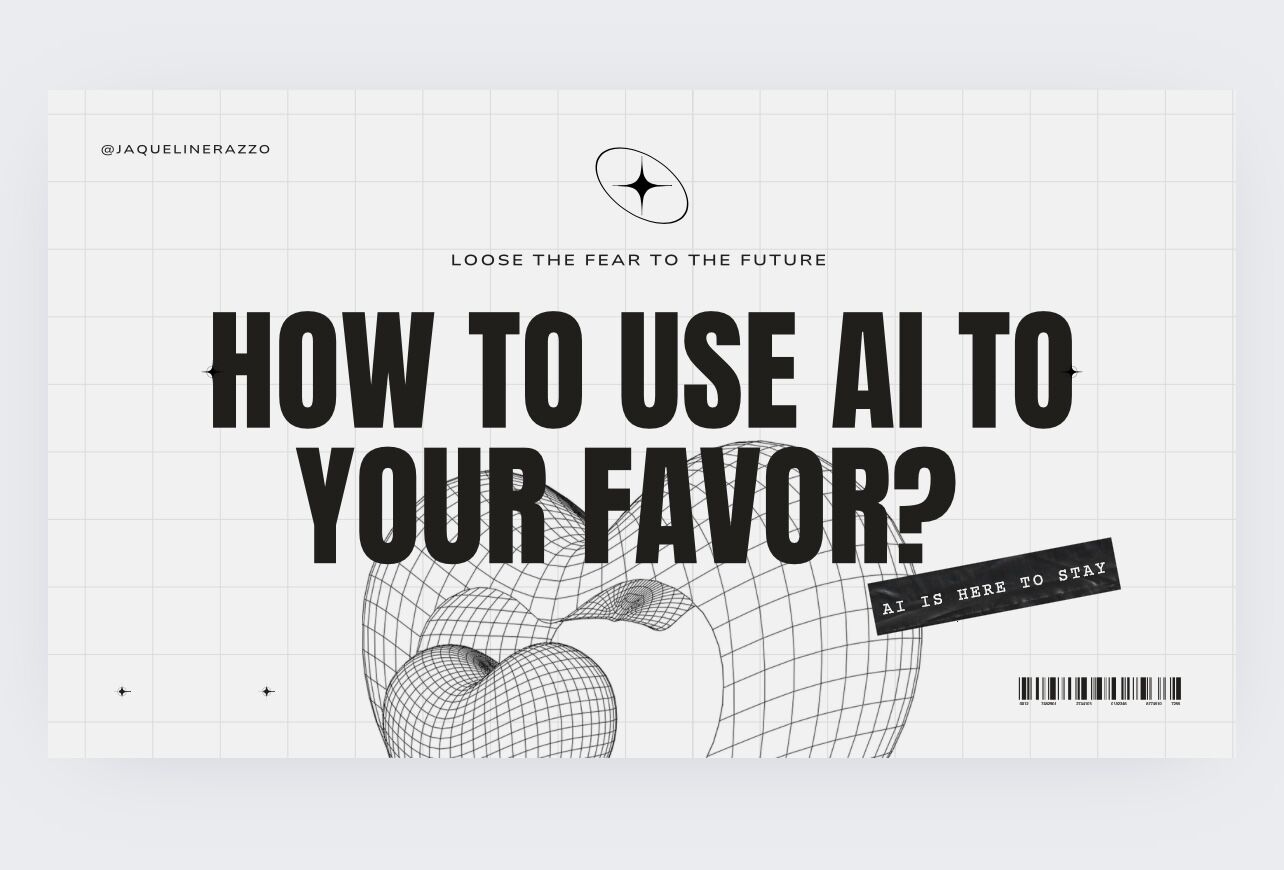 @JAQUELINERAZZO
LOOSE THE FEAR TO THE FUTURE
HOW TO USE AI TO
YOUR FAVOR?
AI IS HERE TO STAY